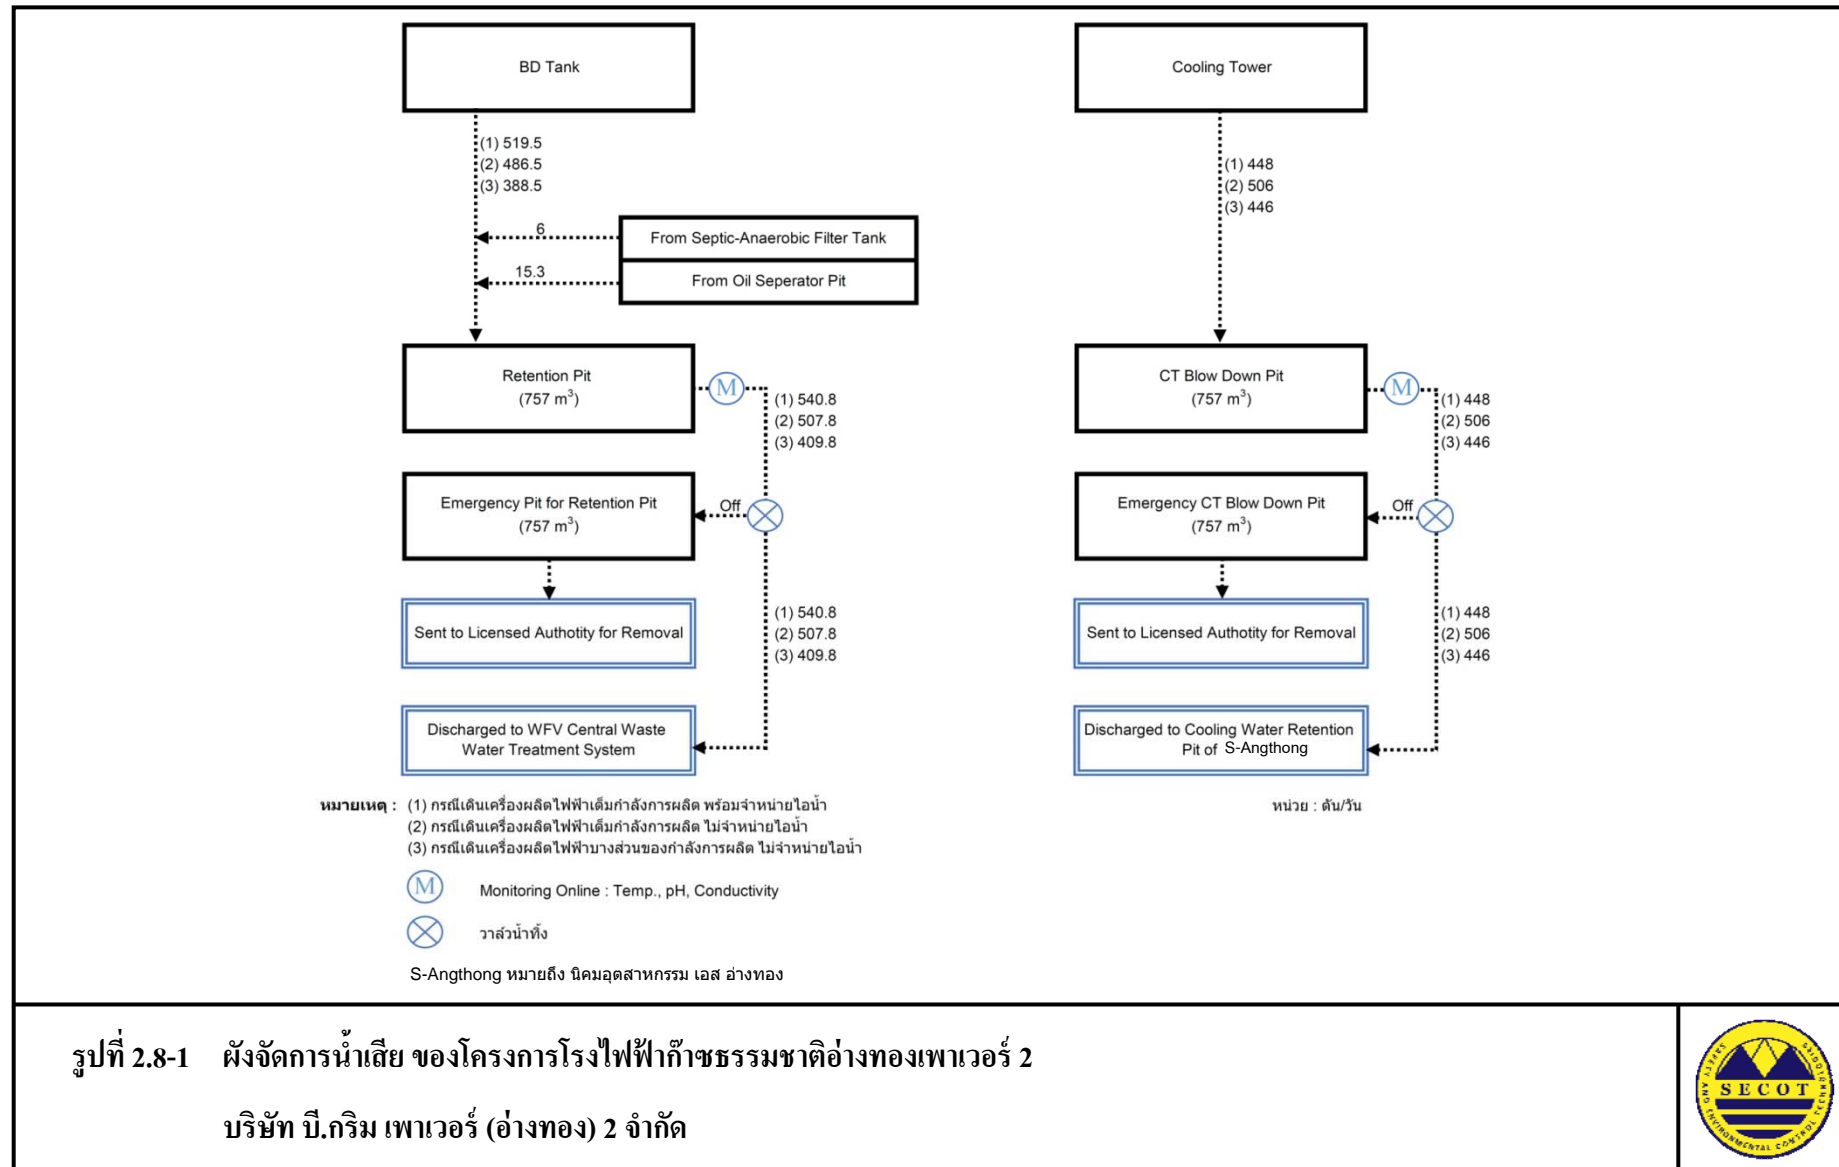 BD Tank
(1) 519.5
(2) 486.5
(3) 388.5
6
From Septic-Anaerobic Filter Tank
15.3
From Oil Seperator Pit
Retention Pit
(757 m³)
M
(1) 540.8
(2) 507.8
(3) 409.8
Emergency Pit for Retention Pit
(757 m³)
Off
Sent to Licensed Authotity for Removal
(1) 540.8
(2) 507.8
(3) 409.8
Discharged to WFV Central Waste
Water Treatment System
Cooling Tower
(1) 448
(2) 506
(3) 446
CT Blow Down Pit
(757 m³)
M
(1) 448
(2) 506
(3) 446
Emergency CT Blow Down Pit
(757 m³)
Off
Sent to Licensed Authotity for Removal
(1) 448
(2) 506
(3) 446
Discharged to Cooling Water Retention
Pit of S-Angthong
หมายเหตุ : (1) กรณีเดินเครื่องผลิตไฟฟ้าเต็มกำลังการผลิต พร้อมจำหน่ายไอน้ำ
(2) กรณีเดินเครื่องผลิตไฟฟ้าเต็มกำลังการผลิต ไม่จำหน่ายไอน้ำ
(3) กรณีเดินเครื่องผลิตไฟฟ้าบางส่วนของกำลังการผลิต ไม่จำหน่ายไอน้ำ
หน่วย : ตัน/วัน
M Monitoring Online : Temp., pH, Conductivity
วาล์วน้ำทิ้ง
S-Angthong หมายถึง นิคมอุตสาหกรรม เอส อ่างทอง
รูปที่ 2.8-1 ผังจัดการน้ำเสีย ของโครงการโรงไฟฟ้าก๊าซธรรมชาติอ่างทองเพาเวอร์ 2
บริษัท บี.กริม เพาเวอร์ (อ่างทอง) 2 จำกัด
SECOT